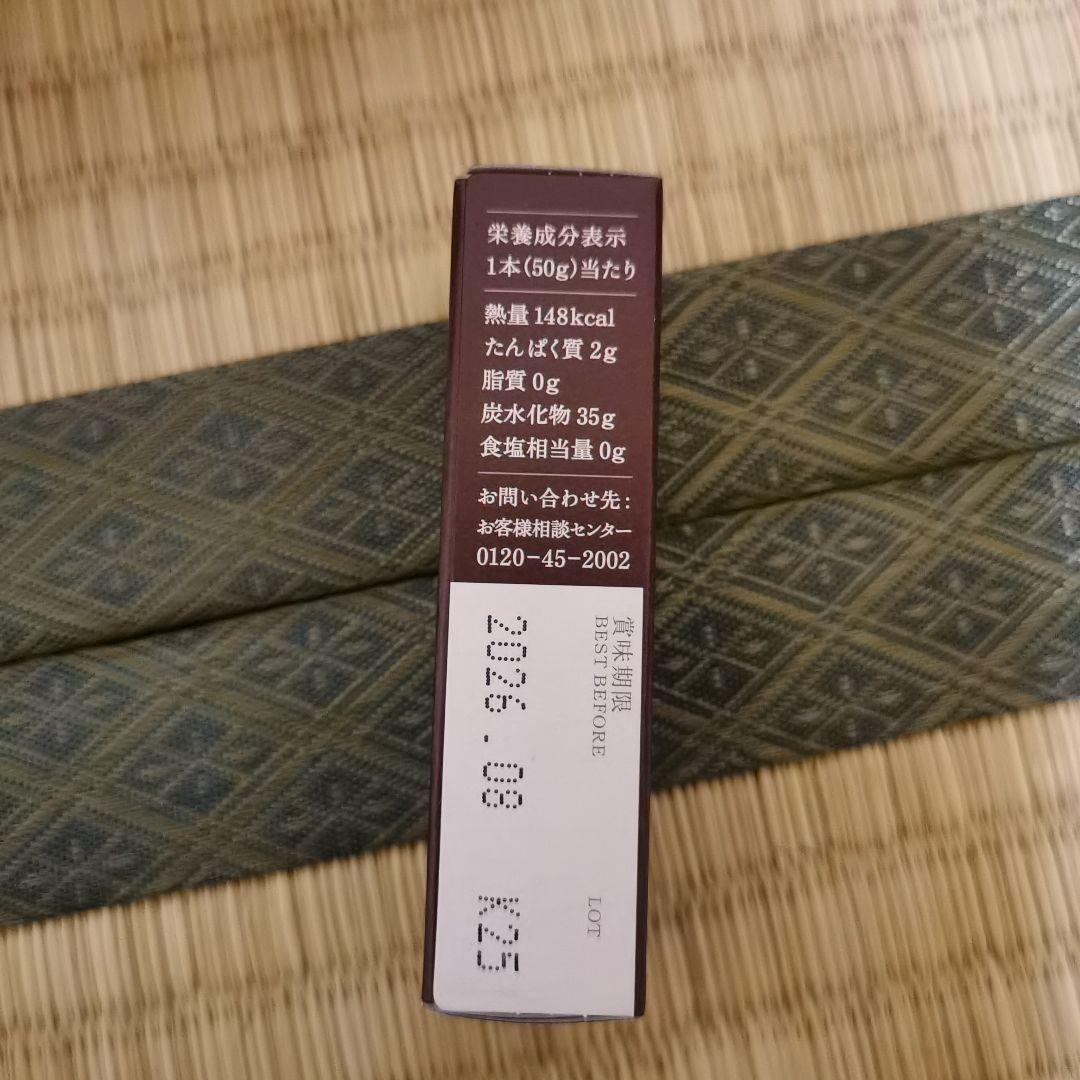 栄養成分表示
1本(50g)当たり
熱量 148kcal
たんぱく質 2g
脂質 0g
炭水化物 35g
食塩相当量 0g
お問い合わせ先:
お客様相談センター
0120-45-2002
賞味期限
BEST BEFORE
2026.08
LOT
K25